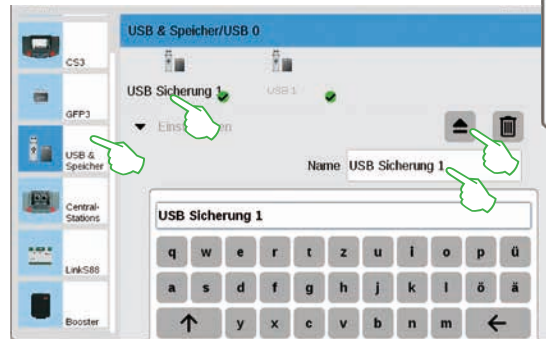 USB & Speicher/USB 0
CS3
GFP3
USB &
Speicher
Central-
Stations
LinkS88
Booster
USB Sicherung 1
USB 1
Name USB Sicherung 1
USB Sicherung 1
q w e r t z u i o p ü
a s d f g h j k l ö ä
↑ y x c v b n m ←